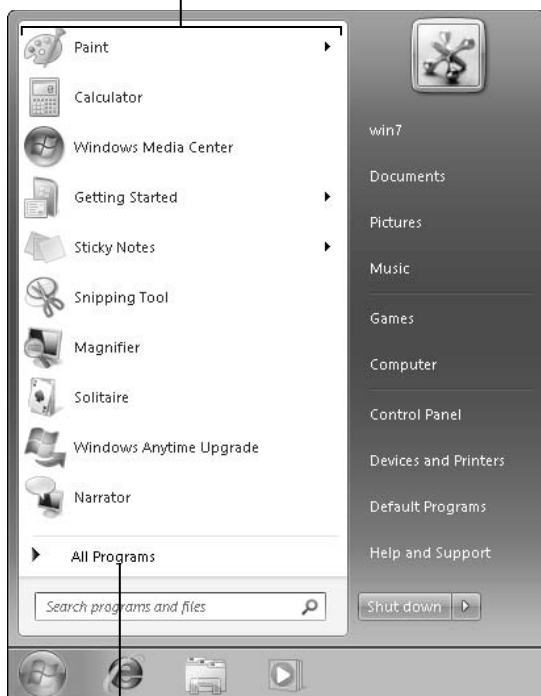 Paint
Calculator
Windows Media Center
Getting Started
Sticky Notes
Snipping Tool
Magnifier
Solitaire
Windows Anytime Upgrade
Narrator
All Programs
Search programs and files
win7
Documents
Pictures
Music
Games
Computer
Control Panel
Devices and Printers
Default Programs
Help and Support
Shut down